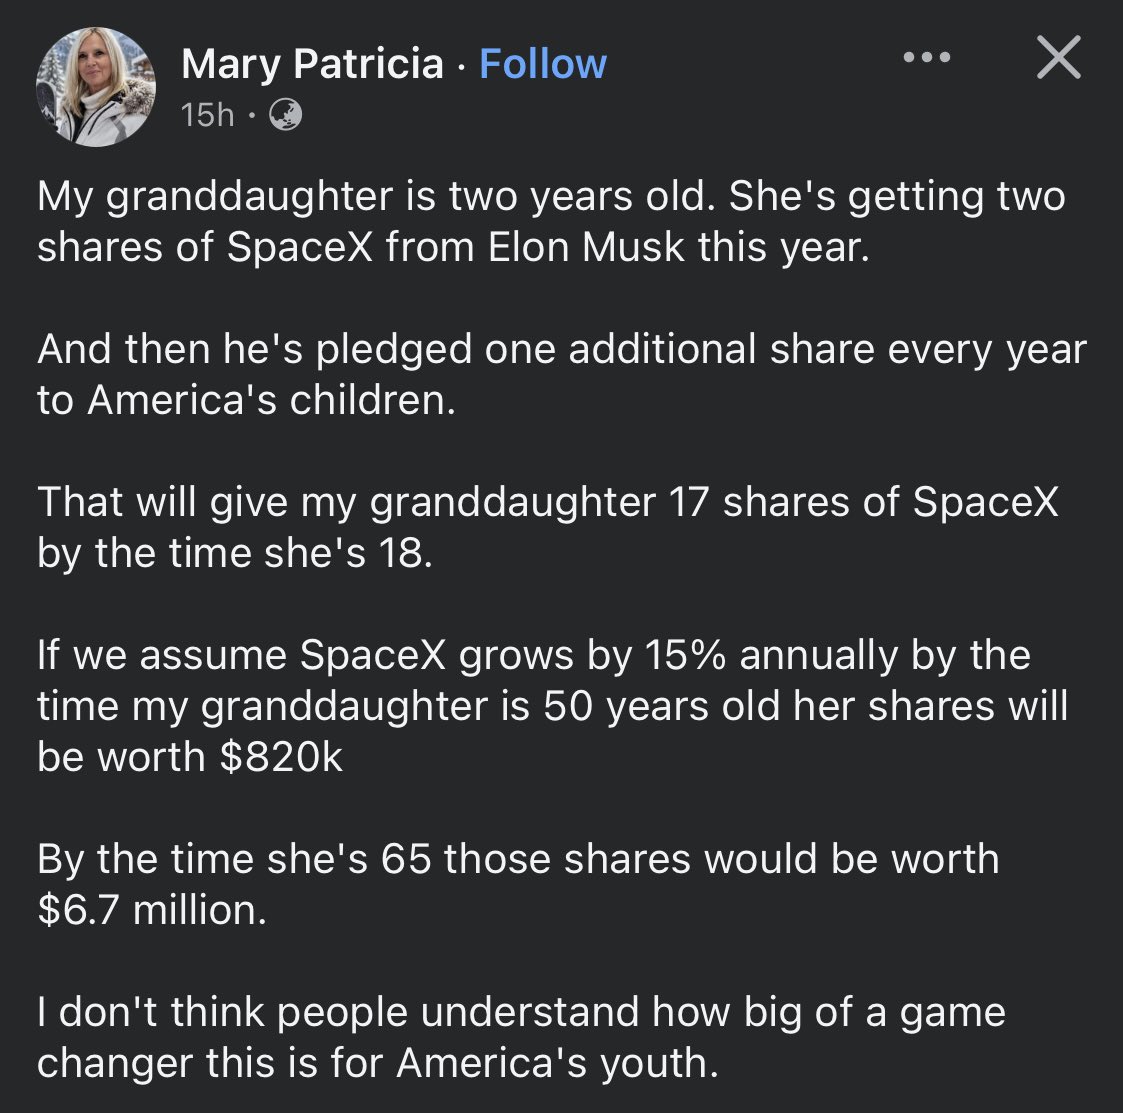 Mary Patricia · Follow
15h ·
My granddaughter is two years old. She's getting two
shares of SpaceX from Elon Musk this year.
And then he's pledged one additional share every year
to America's children.
That will give my granddaughter 17 shares of SpaceX
by the time she's 18.
If we assume SpaceX grows by 15% annually by the
time my granddaughter is 50 years old her shares will
be worth $820k
By the time she's 65 those shares would be worth
$6.7 million.
I don't think people understand how big of a game
changer this is for America's youth.